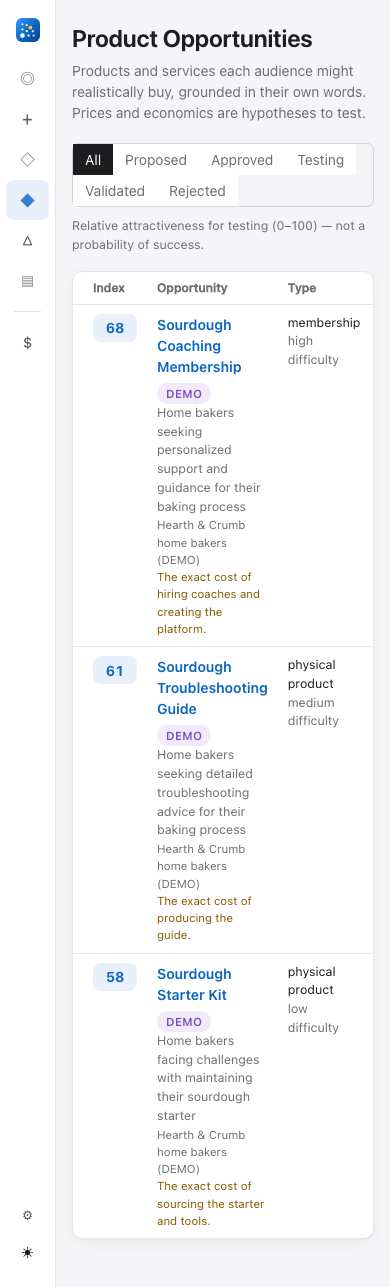 Product Opportunities
Products and services each audience might
realistically buy, grounded in their own words.
Prices and economics are hypotheses to test.
All Proposed Approved Testing
Validated Rejected
Relative attractiveness for testing (0–100) — not a
probability of success.
Index Opportunity Type
68 Sourdough membership
Coaching high
Membership difficulty
DEMO
Home bakers
seeking
personalized
support and
guidance for their
baking process
Hearth & Crumb
home bakers
(DEMO)
The exact cost of
hiring coaches and
creating the
platform.
61 Sourdough physical
Troubleshooting product
Guide medium
difficulty
DEMO
Home bakers
seeking detailed
troubleshooting
advice for their
baking process
Hearth & Crumb
home bakers
(DEMO)
The exact cost of
producing the
guide.
58 Sourdough physical
Starter Kit product
low
DEMO difficulty
Home bakers
facing challenges
with maintaining
their sourdough
starter
Hearth & Crumb
home bakers
(DEMO)
The exact cost of
sourcing the starter
and tools.
$